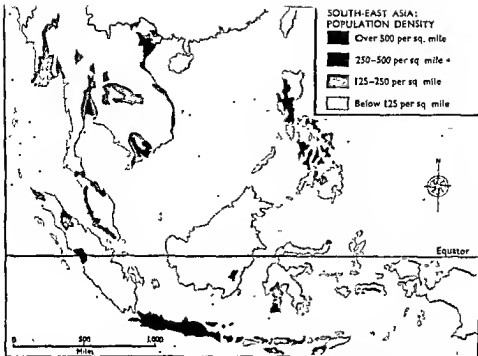 SOUTH-EAST ASIA:
POPULATION DENSITY
Over 500 per sq. mile
250–500 per sq mile
125–250 per sq mile
Below 125 per sq mile
N
Equator
0 500 1,000
Miles